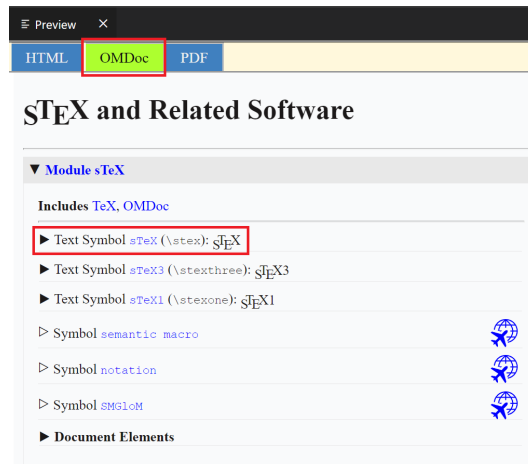 Preview ×
HTML OMDoc PDF
sTEX and Related Software
▼ Module sTeX
Includes TeX, OMDoc
▶ Text Symbol sTeX (\stex): sTEX
▶ Text Symbol sTeX3 (\stexthree): sTEX3
▶ Text Symbol sTeX1 (\stexone): sTEX1
▷ Symbol semantic macro
▷ Symbol notation
▷ Symbol SMGloM
▶ Document Elements